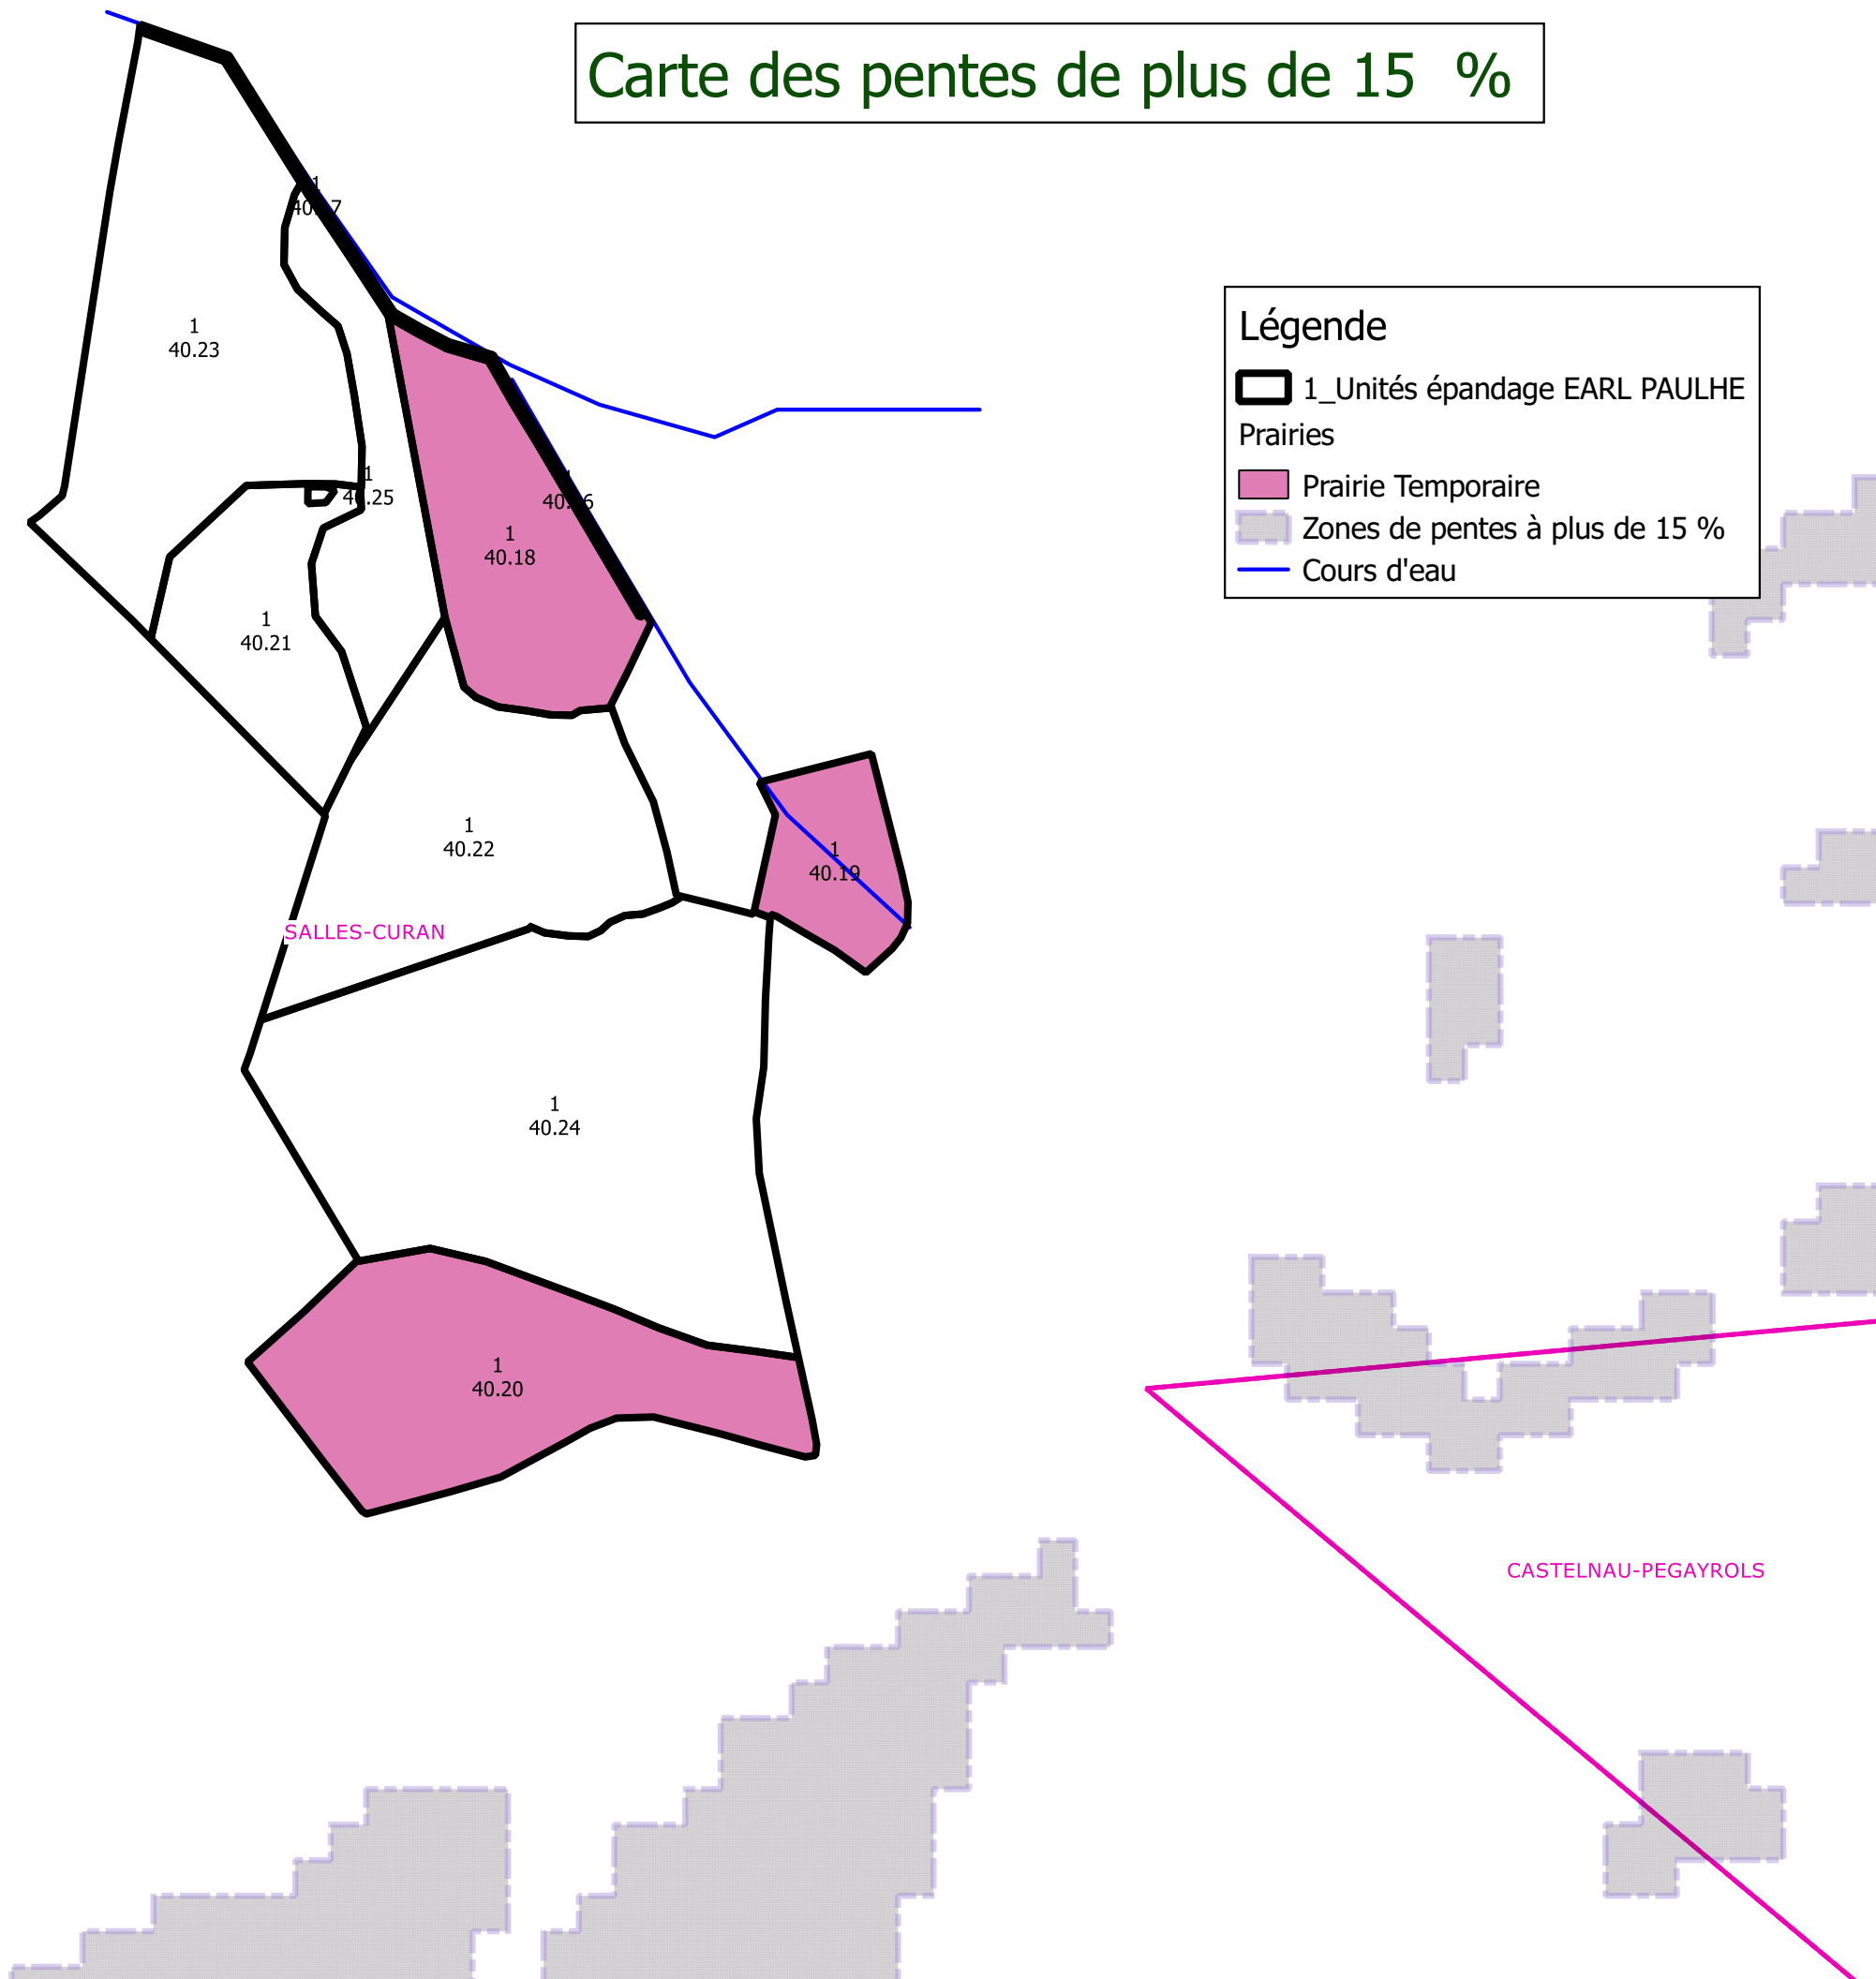 Carte des pentes de plus de 15 %
1
1
40.23
Légende
1_Unités épandage EARL PAULHE
Prairies
Prairie Temporaire
Zones de pentes à plus de 15 %
Cours d'eau
1
40.25
1
40.18
1
40.21
1
40.22
1
40.19
SALLES-CURAN
1
40.24
1
40.20
CASTELNAU-PEGAYROLS